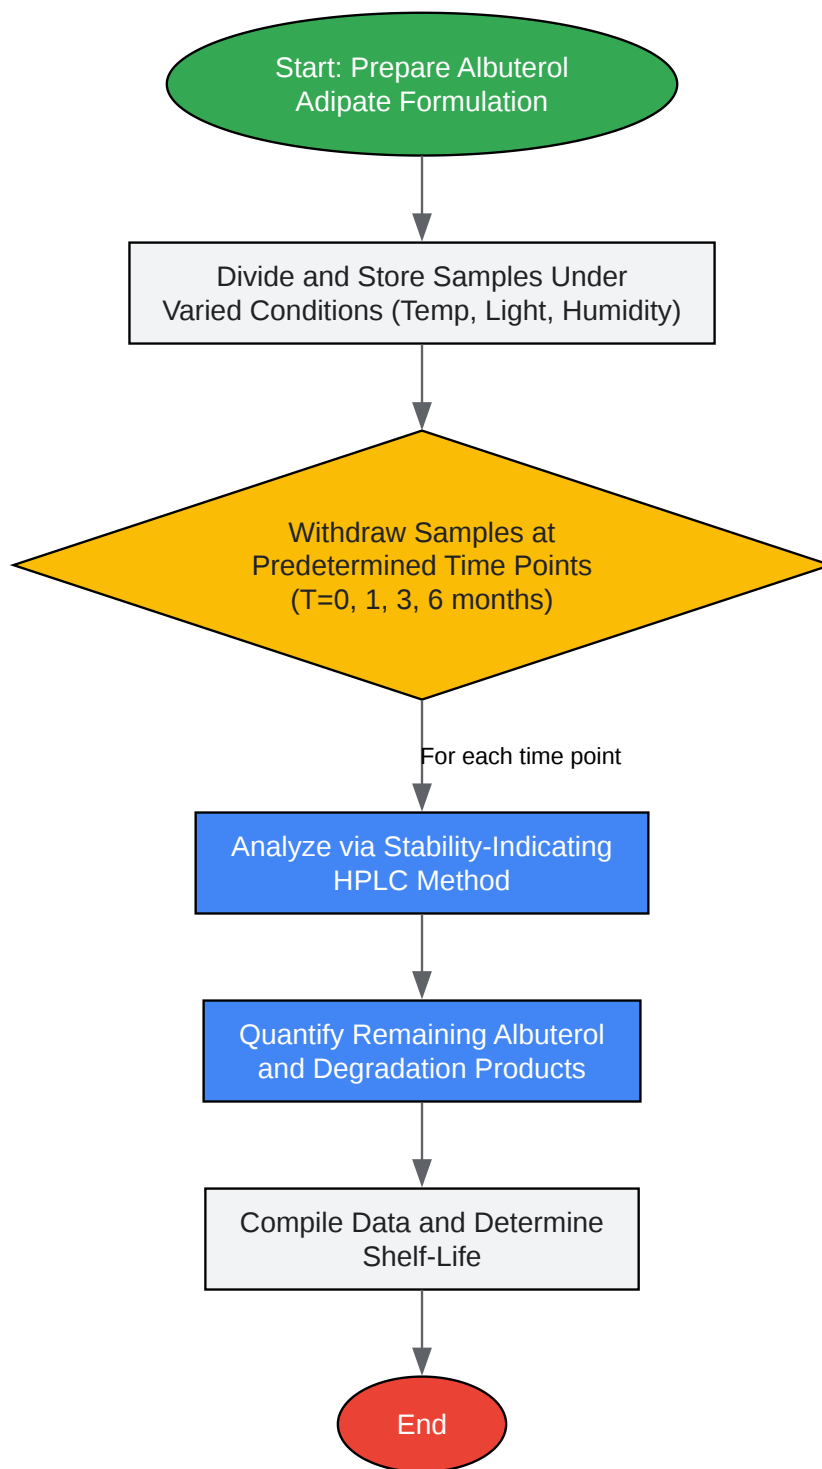 Start: Prepare Albuterol
Adipate Formulation
Divide and Store Samples Under
Varied Conditions (Temp, Light, Humidity)
Withdraw Samples at
Predetermined Time Points
(T=0, 1, 3, 6 months)
For each time point
Analyze via Stability-Indicating
HPLC Method
Quantify Remaining Albuterol
and Degradation Products
Compile Data and Determine
Shelf-Life
End